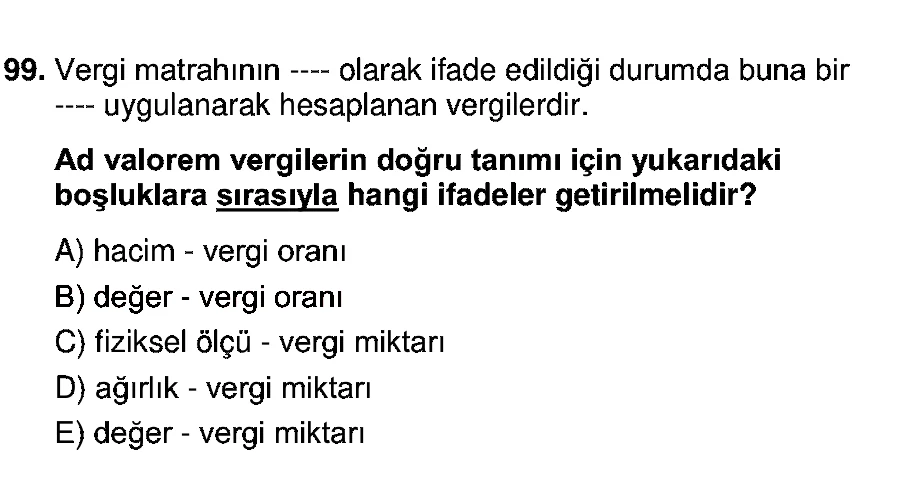 99. Vergi matrahının ---- olarak ifade edildiği durumda buna bir
---- uygulanarak hesaplanan vergilerdir.
Ad valorem vergilerin doğru tanımı için yukarıdaki
boşluklara sırasıyla hangi ifadeler getirilmelidir?
A) hacim - vergi oranı
B) değer - vergi oranı
C) fiziksel ölçü - vergi miktarı
D) ağırlık - vergi miktarı
E) değer - vergi miktarı